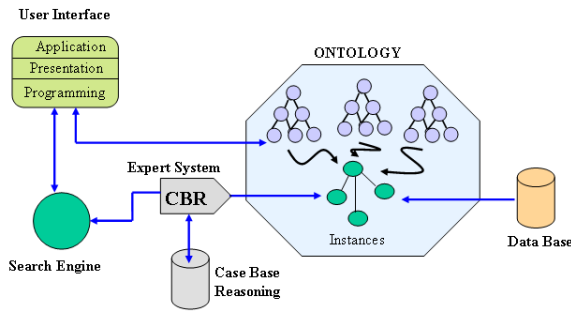 User Interface
Application
Presentation
Programming
ONTOLOGY
Expert System
CBR
Instances
Search Engine
Case Base
Reasoning
Data Base